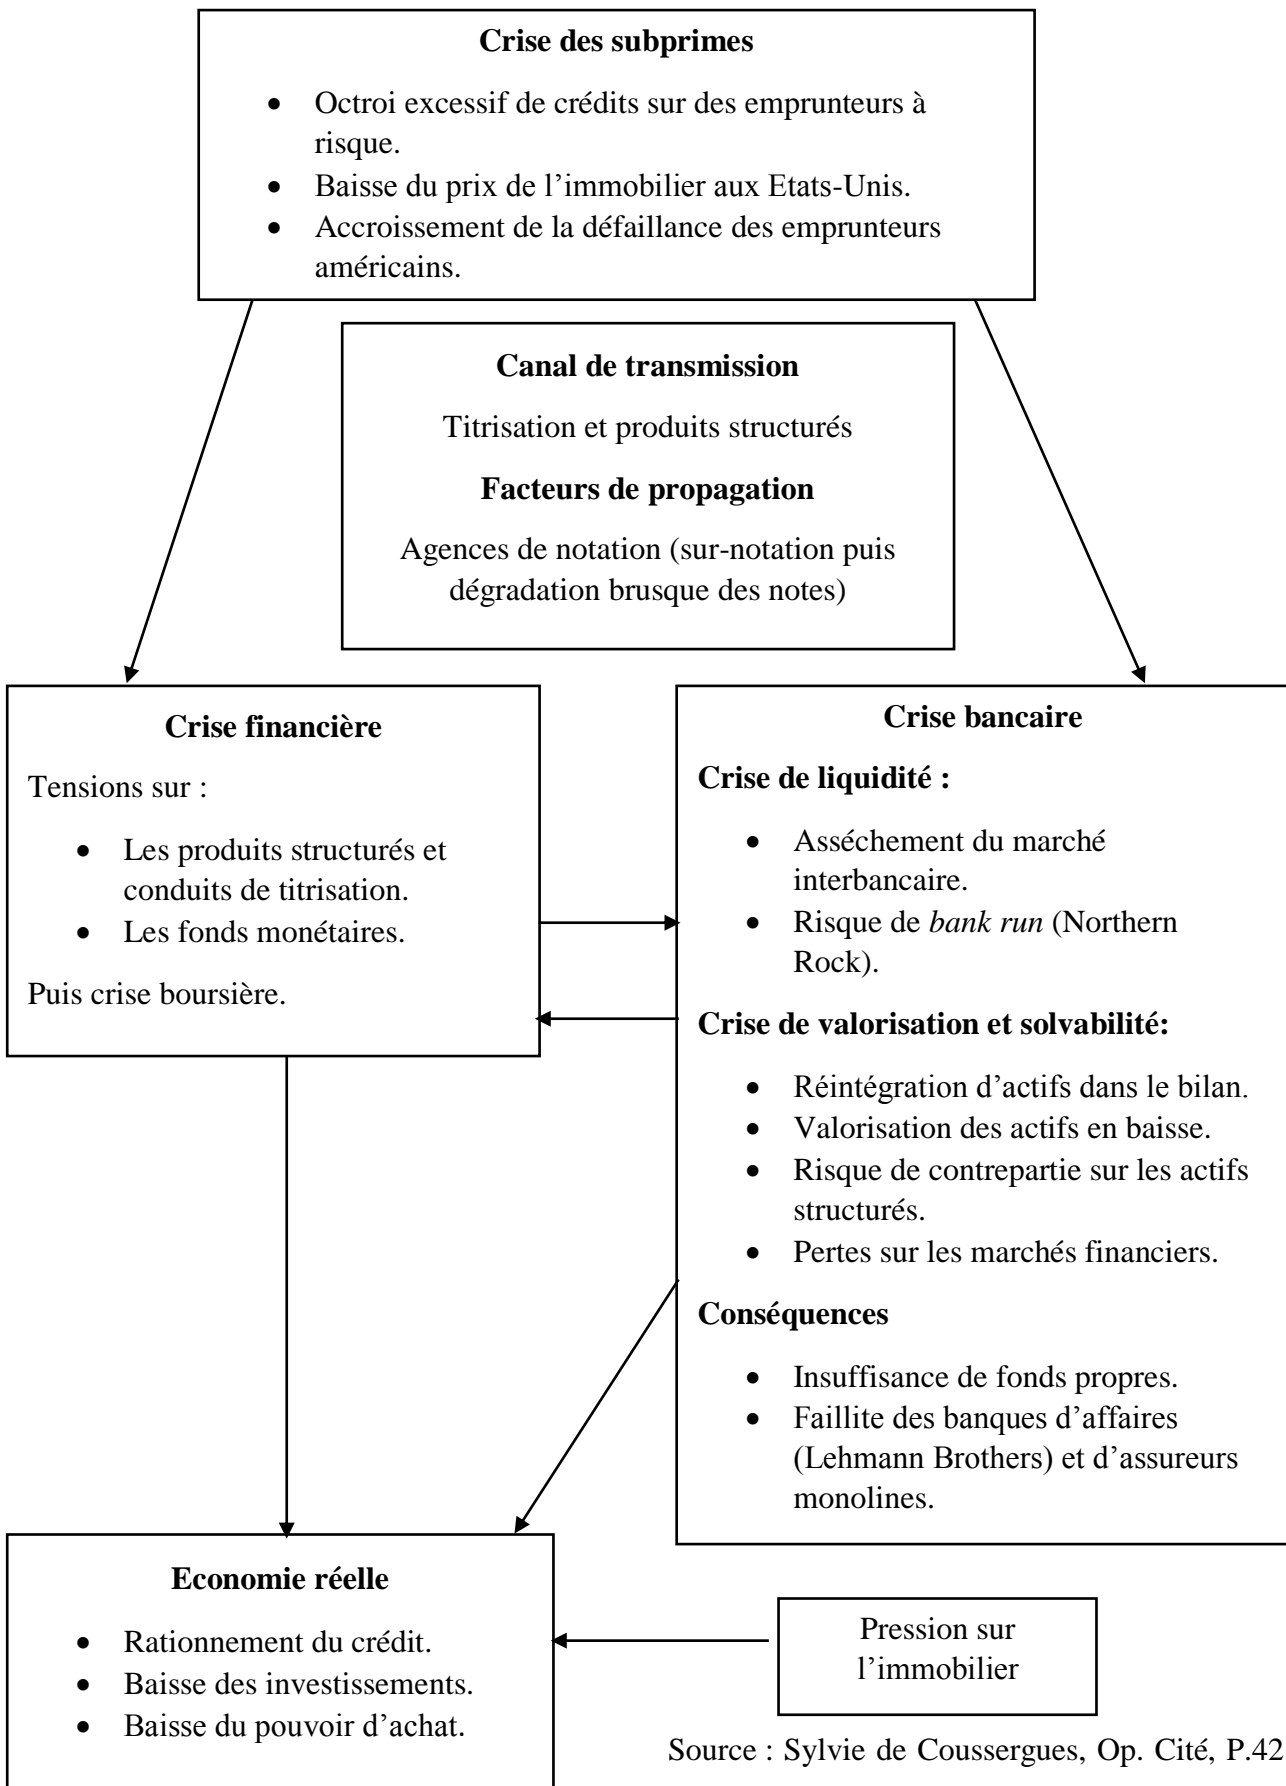 Crise des subprimes
• Octroi excessif de crédits sur des emprunteurs à
risque.
• Baisse du prix de l’immobilier aux Etats-Unis.
• Accroissement de la défaillance des emprunteurs
américains.
Canal de transmission
Titrisation et produits structurés
Facteurs de propagation
Agences de notation (sur-notation puis
dégradation brusque des notes)
Crise financière
Tensions sur :
• Les produits structurés et
conduits de titrisation.
• Les fonds monétaires.
Puis crise boursière.
Crise bancaire
Crise de liquidité :
• Asséchement du marché
interbancaire.
• Risque de bank run (Northern
Rock).
Crise de valorisation et solvabilité:
• Réintégration d’actifs dans le bilan.
• Valorisation des actifs en baisse.
• Risque de contrepartie sur les actifs
structurés.
• Pertes sur les marchés financiers.
Conséquences
• Insuffisance de fonds propres.
• Faillite des banques d’affaires
(Lehmann Brothers) et d’assureurs
monolines.
Economie réelle
• Rationnement du crédit.
• Baisse des investissements.
• Baisse du pouvoir d’achat.
Pression sur
l’immobilier
Source : Sylvie de Coussergues, Op. Cité, P.42